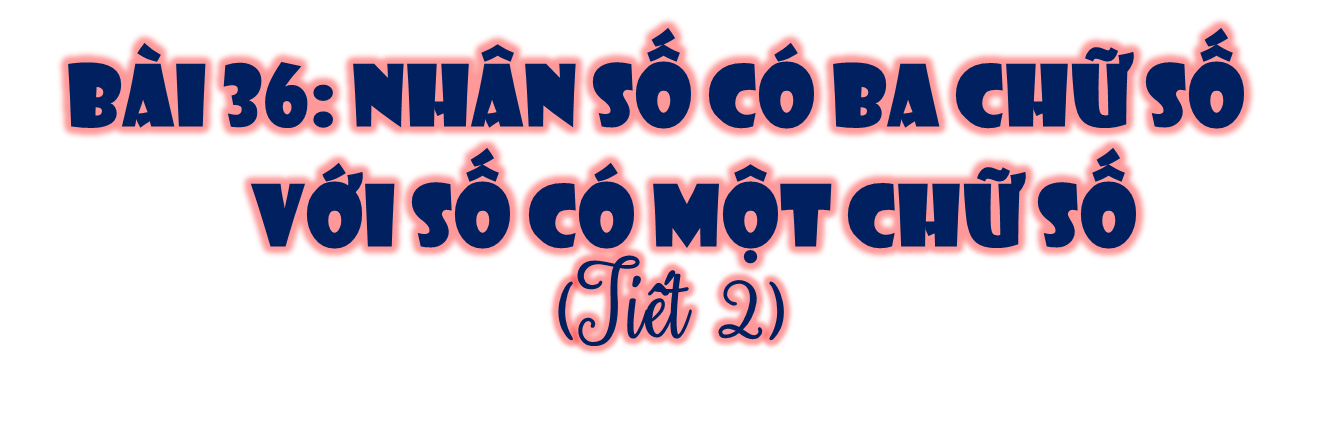 BÀI 36: NHÂN SỐ CÓ BA CHỮ SỐ
VỚI SỐ CÓ MỘT CHỮ SỐ
(Tiết 2)